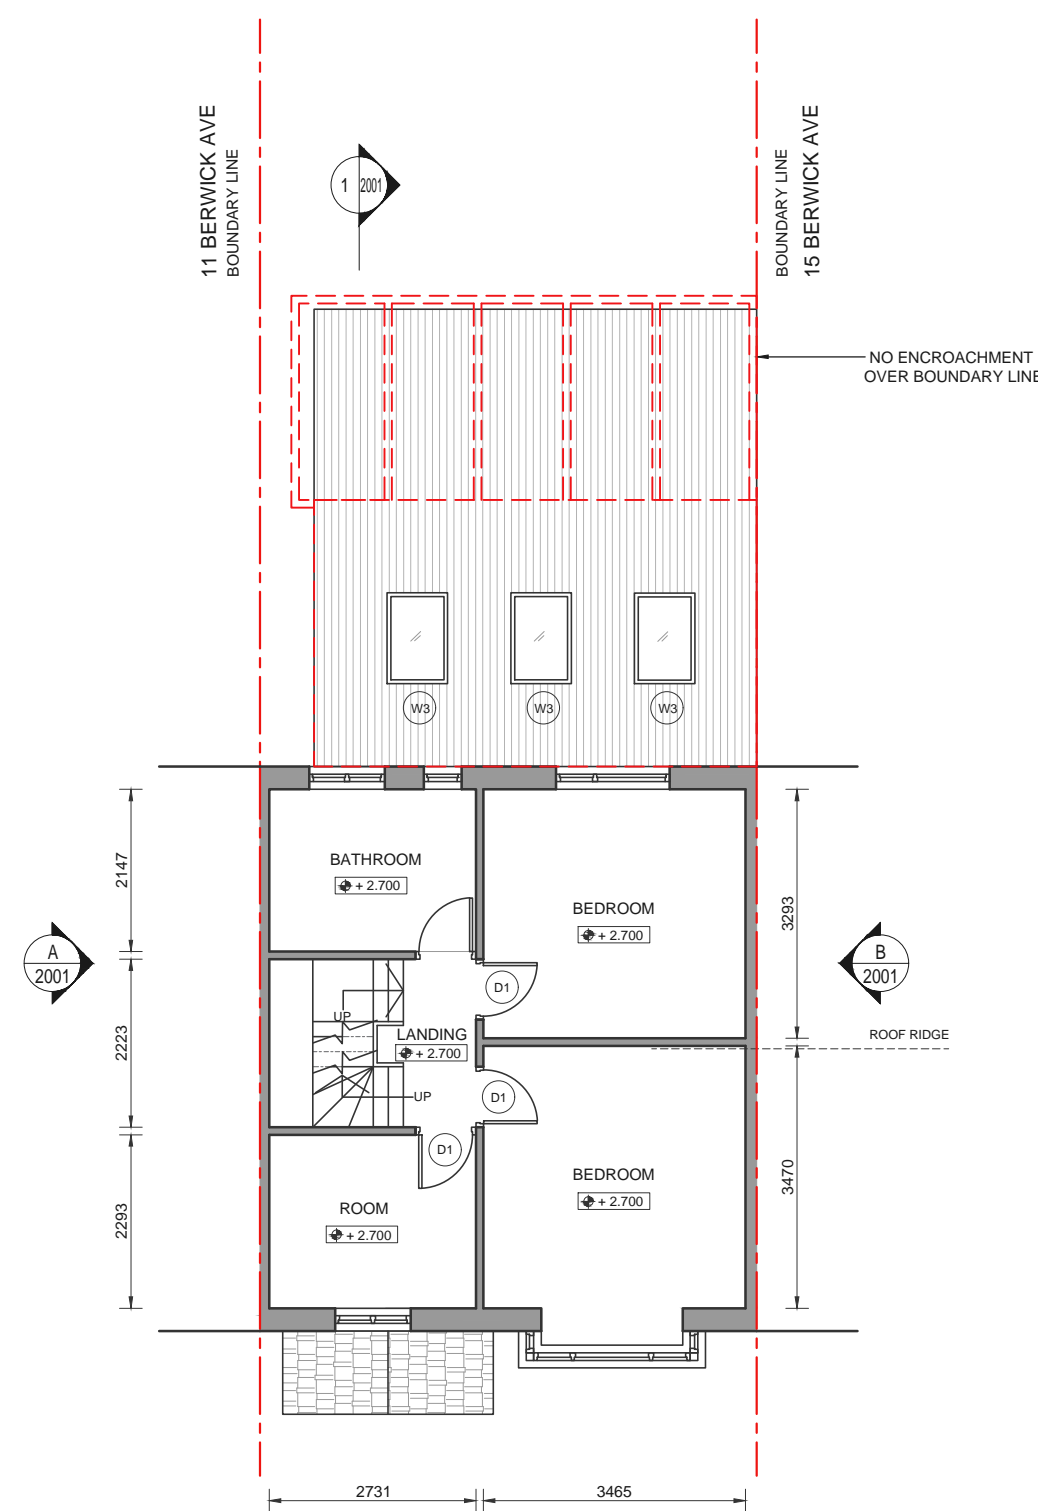 11 BERWICK AVE
BOUNDARY LINE
BOUNDARY LINE
15 BERWICK AVE
1 2001
NO ENCROACHMENT
OVER BOUNDARY LINE
W3
W3
W3
2147
BATHROOM
+ 2.700
BEDROOM
+ 2.700
3293
A
2001
B
2001
D1
UP
LANDING
+ 2.700
ROOF RIDGE
2223
UP
D1
D1
BEDROOM
+ 2.700
3470
ROOM
+ 2.700
2293
2731
3465